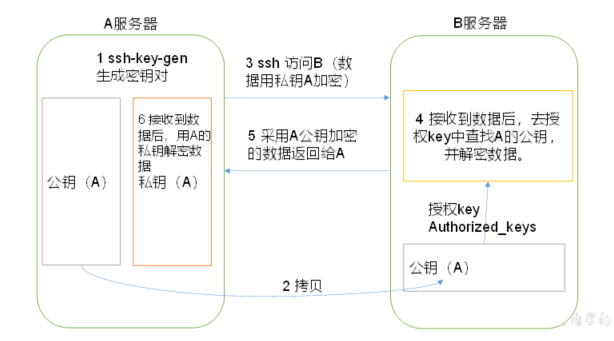 A服务器
B服务器
1 ssh-key-gen
生成密钥对
公钥（A）
6 接收到数
据后，用A的
私钥解密数
据
私钥（A）
3 ssh 访问B（数
据用私钥A加密）
5 采用A公钥加密
的数据返回给A
4 接收到数据后，去授
权key中查找A的公钥，
并解密数据。
授权key
Authorized_keys
公钥（A）
2 拷贝